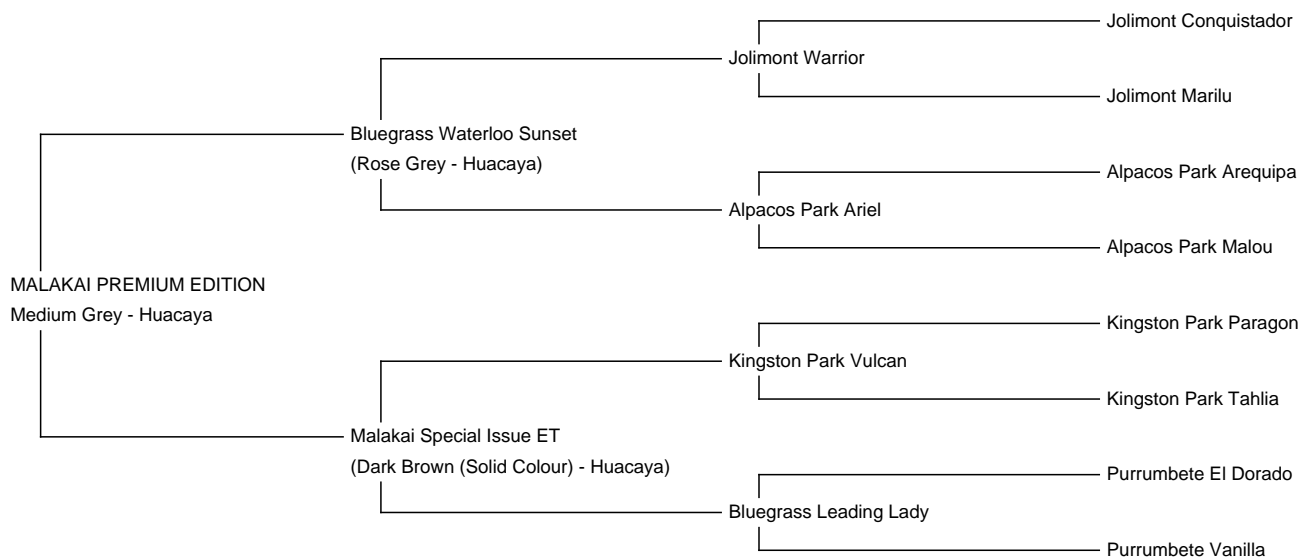 Jolimont Conquistador
Jolimont Warrior
Jolimont Marilu
Bluegrass Waterloo Sunset
(Rose Grey - Huacaya)
Alpacos Park Arequipa
Alpacos Park Ariel
Alpacos Park Malou
MALAKAI PREMIUM EDITION
Medium Grey - Huacaya
Kingston Park Paragon
Kingston Park Vulcan
Kingston Park Tahlia
Malakai Special Issue ET
(Dark Brown (Solid Colour) - Huacaya)
Purrumbete El Dorado
Bluegrass Leading Lady
Purrumbete Vanilla